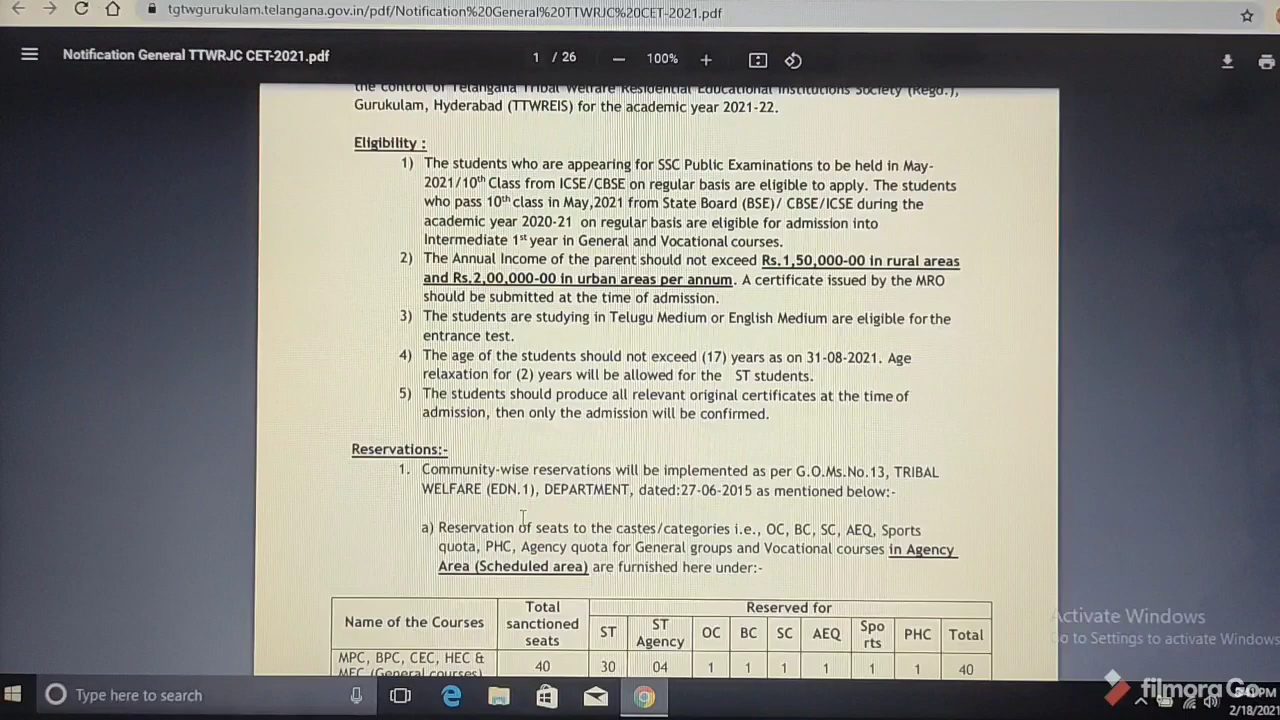 tgtwgurukulam.telangana.gov.in/pdf/Notification%20General%20TTWRJC%20CET-2021.pdf
Notification General TTWRJC CET-2021.pdf
1 / 26
100%
the control of Telangana Tribal Welfare Residential Educational Institutions Society (Regd.),
Gurukulam, Hyderabad (TTWREIS) for the academic year 2021-22.
Eligibility :
1) The students who are appearing for SSC Public Examinations to be held in May-
2021/10th Class from ICSE/CBSE on regular basis are eligible to apply. The students
who pass 10th class in May,2021 from State Board (BSE)/ CBSE/ICSE during the
academic year 2020-21 on regular basis are eligible for admission into
Intermediate 1st year in General and Vocational courses.
2) The Annual Income of the parent should not exceed Rs.1,50,000-00 in rural areas
and Rs.2,00,000-00 in urban areas per annum. A certificate issued by the MRO
should be submitted at the time of admission.
3) The students are studying in Telugu Medium or English Medium are eligible for the
entrance test.
4) The age of the students should not exceed (17) years as on 31-08-2021. Age
relaxation for (2) years will be allowed for the ST students.
5) The students should produce all relevant original certificates at the time of
admission, then only the admission will be confirmed.
Reservations:-
1. Community-wise reservations will be implemented as per G.O.Ms.No.13, TRIBAL
WELFARE (EDN.1), DEPARTMENT, dated:27-06-2015 as mentioned below:-
a) Reservation of seats to the castes/categories i.e., OC, BC, SC, AEQ, Sports
quota, PHC, Agency quota for General groups and Vocational courses in Agency
Area (Scheduled area) are furnished here under:-
Name of the Courses
Total
sanctioned
seats
Reserved for
ST
ST
Agency
OC
BC
SC
AEQ
Spo
rts
PHC
Total
MPC, BPC, CEC, HEC &
MEC (General courses)
40
30
04
1
1
1
1
1
1
40
Activate Windows
Go to Settings to activate Windows
Type here to search
filmora Go
2/18/2021